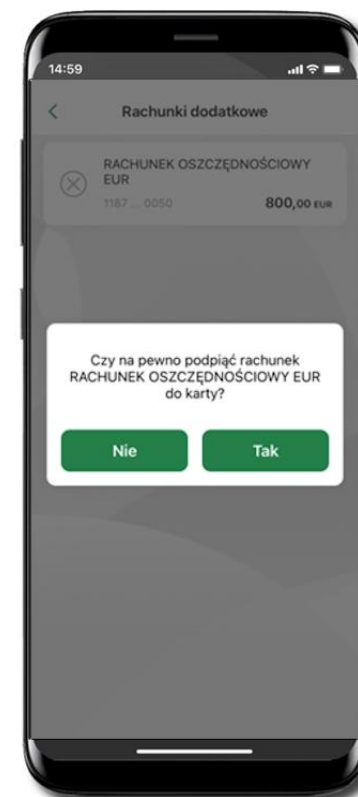 14:59
Rachunki dodatkowe
RACHUNEK OSZCZĘDNOŚCIOWY
EUR
1187 ... 0050 800,00 EUR
Czy na pewno podpiąć rachunek
RACHUNEK OSZCZĘDNOŚCIOWY EUR
do karty?
Nie Tak